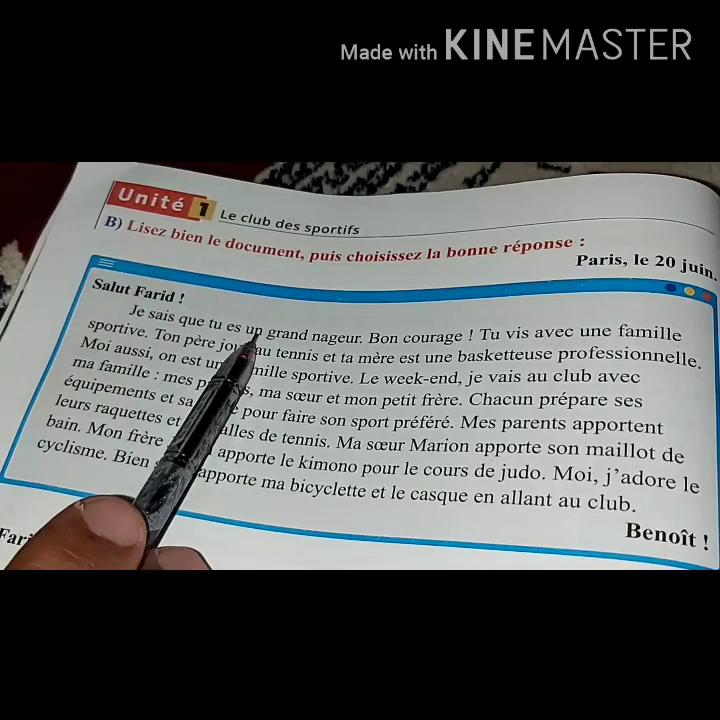 Made with KINEMASTER
Unité 1 Le club des sportifs
B) Lisez bien le document, puis choisissez la bonne réponse :
Paris, le 20 juin.
Salut Farid !
Je sais que tu es un grand nageur. Bon courage ! Tu vis avec une famille
sportive. Ton père au tennis et ta mère est une basketteuse professionnelle.
Moi aussi, on est sportive. Le week-end, je vais au club avec
ma famille : mes ma sœur et mon petit frère. Chacun prépare ses
équipements et sa pour faire son sport préféré. Mes parents apportent
leurs raquettes et de tennis. Ma sœur Marion apporte son maillot de
bain. Mon frère apporte le kimono pour le cours de judo. Moi, j'adore le
cyclisme. Bien apporte ma bicyclette et le casque en allant au club.
Benoît !